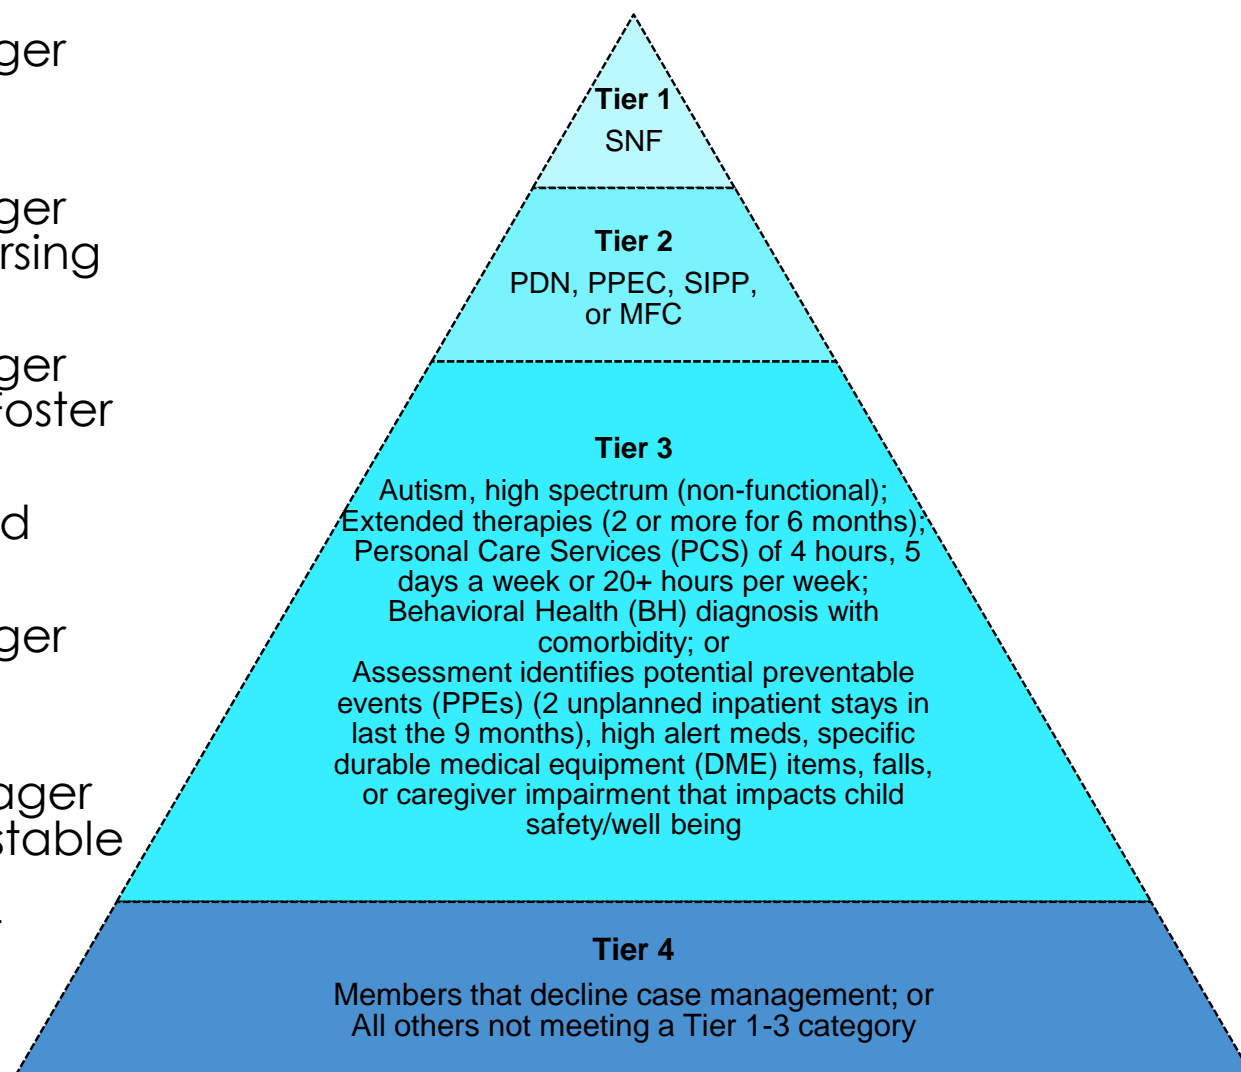 ger
ger
rsing
ger
foster
d
ger
ager
stable
Tier 1
SNF
Tier 2
PDN, PPEC, SIPP,
or MFC
Tier 3
Autism, high spectrum (non-functional);
Extended therapies (2 or more for 6 months);
Personal Care Services (PCS) of 4 hours, 5
days a week or 20+ hours per week;
Behavioral Health (BH) diagnosis with
comorbidity; or
Assessment identifies potential preventable
events (PPEs) (2 unplanned inpatient stays in
last the 9 months), high alert meds, specific
durable medical equipment (DME) items, falls,
or caregiver impairment that impacts child
safety/well being
Tier 4
Members that decline case management; or
All others not meeting a Tier 1-3 category